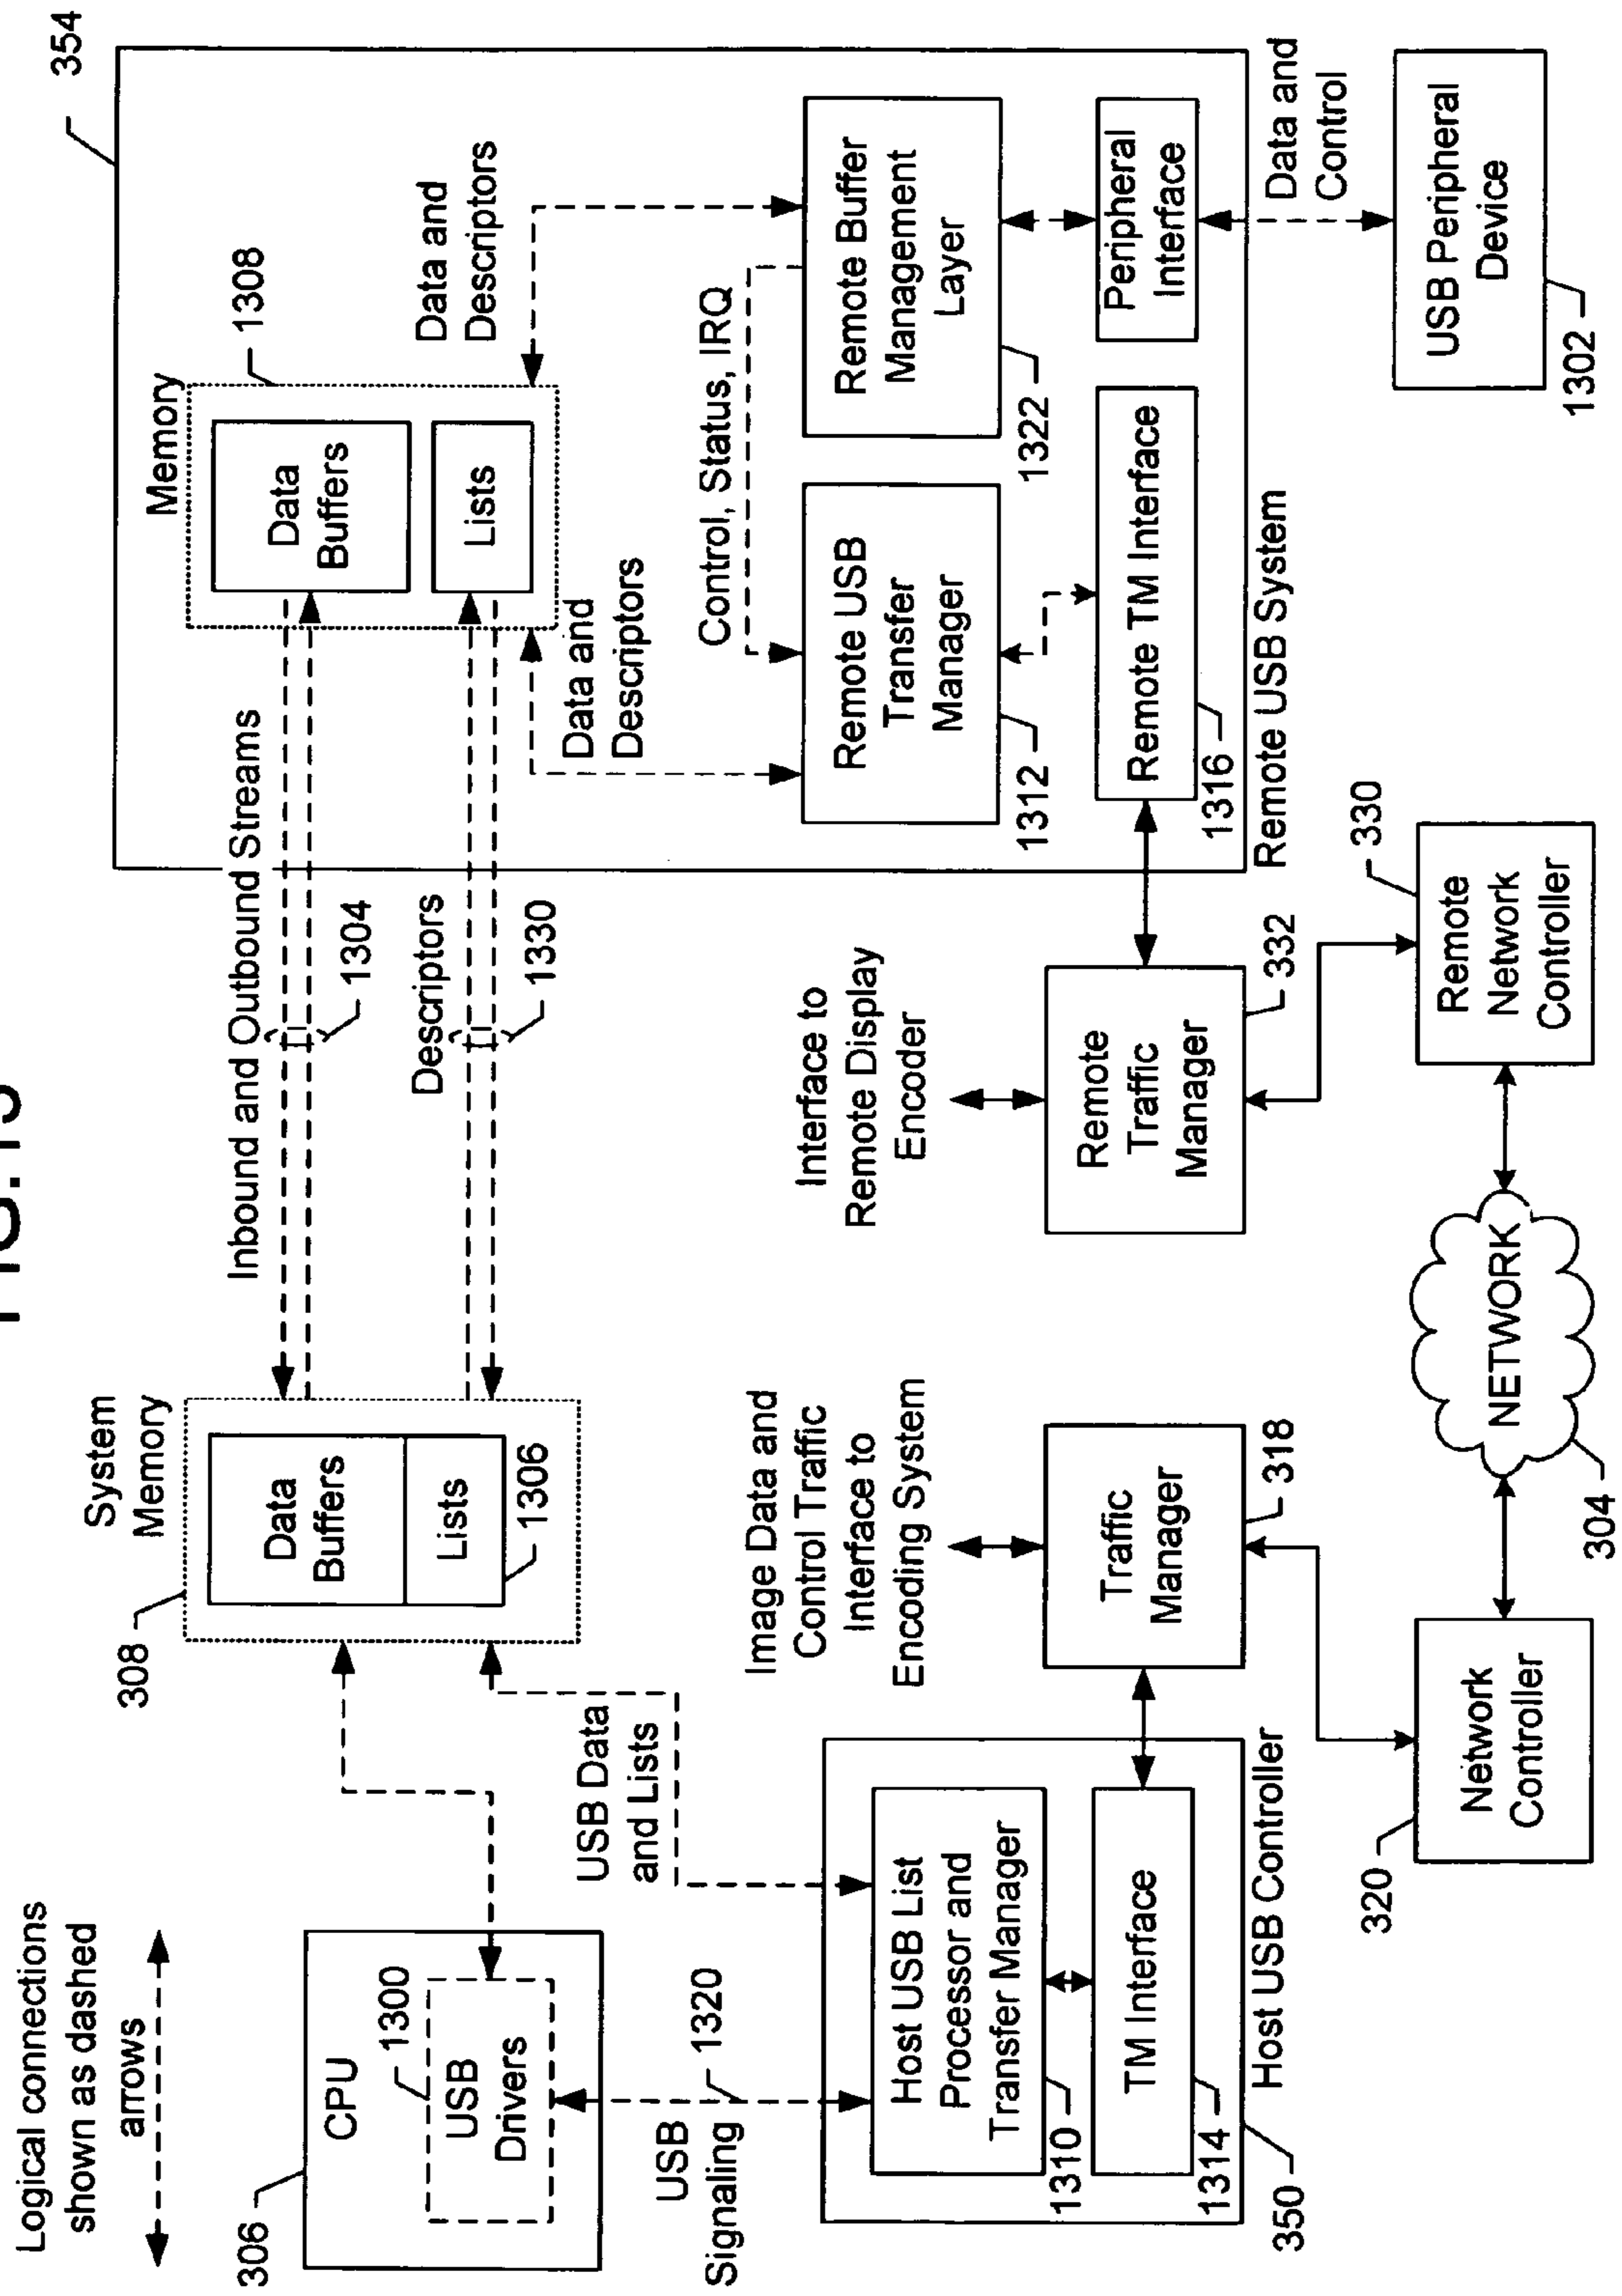 FIG. 13
Logical connections
shown as dashed
arrows
306
CPU
1300
USB
Drivers
USB
Signaling
1320
System
Memory
308
Data
Buffers
Lists
1306
USB Data
and Lists
Inbound and Outbound Streams
1304
Descriptors
1330
354
Memory
1308
Data
Buffers
Lists
Data and
Descriptors
Data and
Descriptors
Control, Status, IRQ
Remote USB
Transfer
Manager
1312
Remote Buffer
Management
Layer
1322
Remote TM Interface
1316
Peripheral
Interface
Remote USB System
Data and
Control
USB Peripheral
Device
1302
Host USB List
Processor and
Transfer Manager
1310
TM Interface
1314
350
Host USB Controller
Image Data and
Control Traffic
Interface to
Encoding System
Traffic
Manager
318
Interface to
Remote Display
Encoder
Remote
Traffic
Manager
332
320
Network
Controller
NETWORK
304
Remote
Network
Controller
330